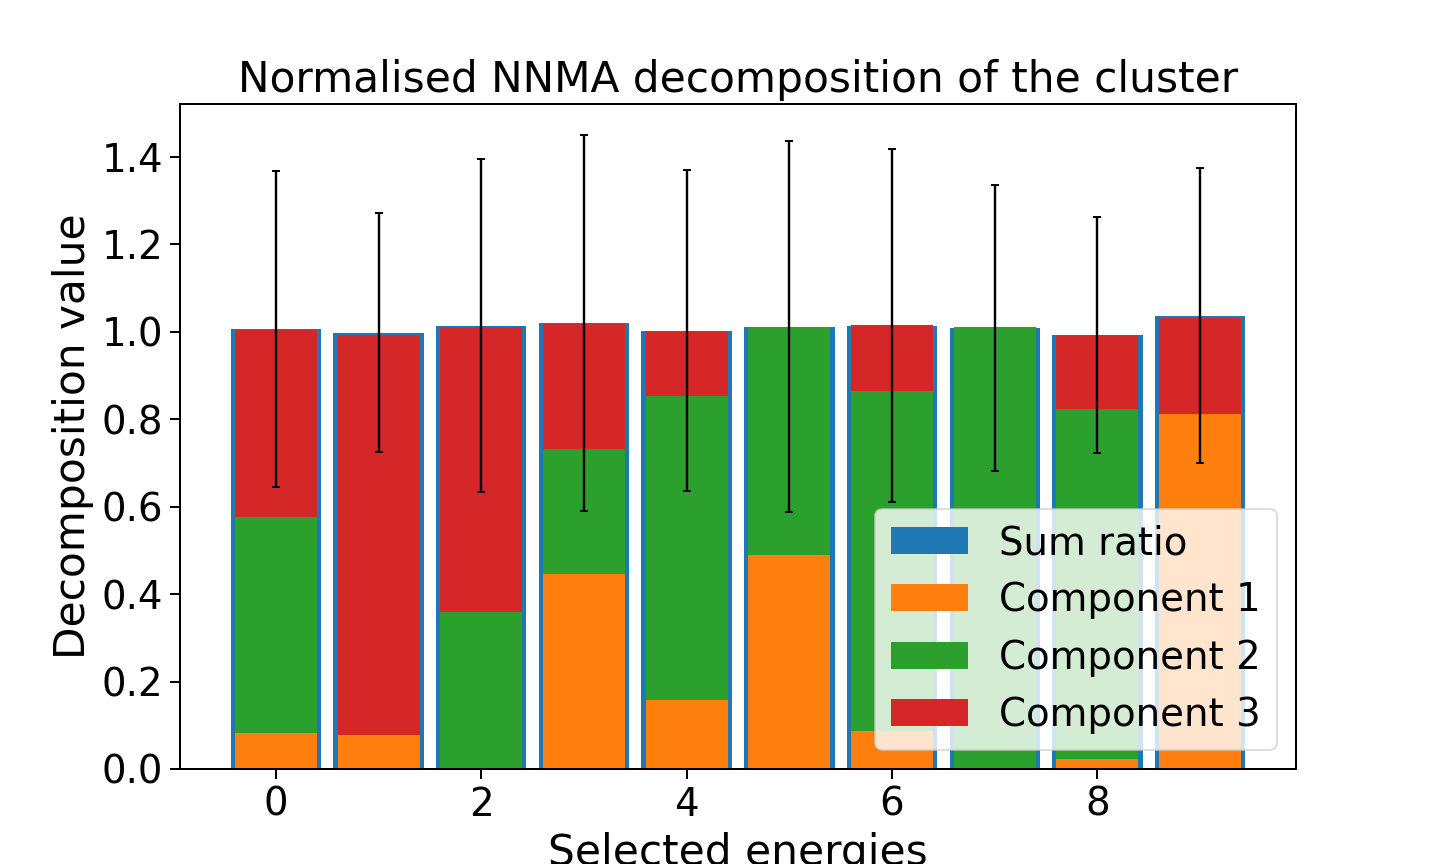 Normalised NNMA decomposition of the cluster
Decomposition value
1.4
1.2
1.0
0.8
0.6
0.4
0.2
0.0
Sum ratio
Component 1
Component 2
Component 3
0 2 4 6 8
Selected energies